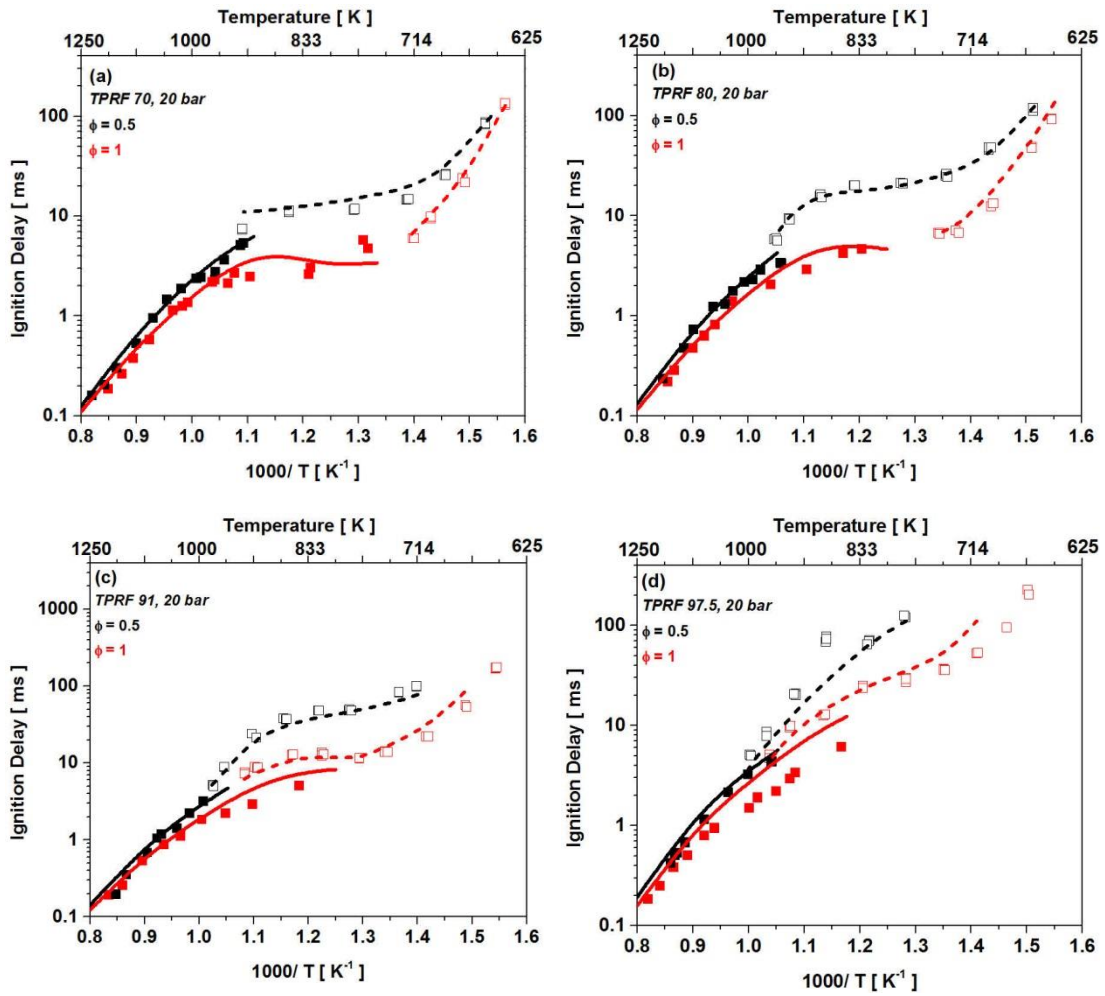 Temperature [ K ]
1250 1000 833 714 625
(a)
TPRF 70, 20 bar
ϕ = 0.5
ϕ = 1
100
10
1
0.1
Ignition Delay [ ms ]
0.8 0.9 1.0 1.1 1.2 1.3 1.4 1.5 1.6
1000/ T [ K⁻¹ ]
Temperature [ K ]
1250 1000 833 714 625
(b)
TPRF 80, 20 bar
ϕ = 0.5
ϕ = 1
100
10
1
0.1
Ignition Delay [ ms ]
0.8 0.9 1.0 1.1 1.2 1.3 1.4 1.5 1.6
1000/ T [ K⁻¹ ]
Temperature [ K ]
1250 1000 833 714 625
(c)
TPRF 91, 20 bar
ϕ = 0.5
ϕ = 1
1000
100
10
1
0.1
Ignition Delay [ ms ]
0.8 0.9 1.0 1.1 1.2 1.3 1.4 1.5 1.6
1000/ T [ K⁻¹ ]
Temperature [ K ]
1250 1000 833 714 625
(d)
TPRF 97.5, 20 bar
ϕ = 0.5
ϕ = 1
100
10
1
0.1
Ignition Delay [ ms ]
0.8 0.9 1.0 1.1 1.2 1.3 1.4 1.5 1.6
1000/ T [ K⁻¹ ]